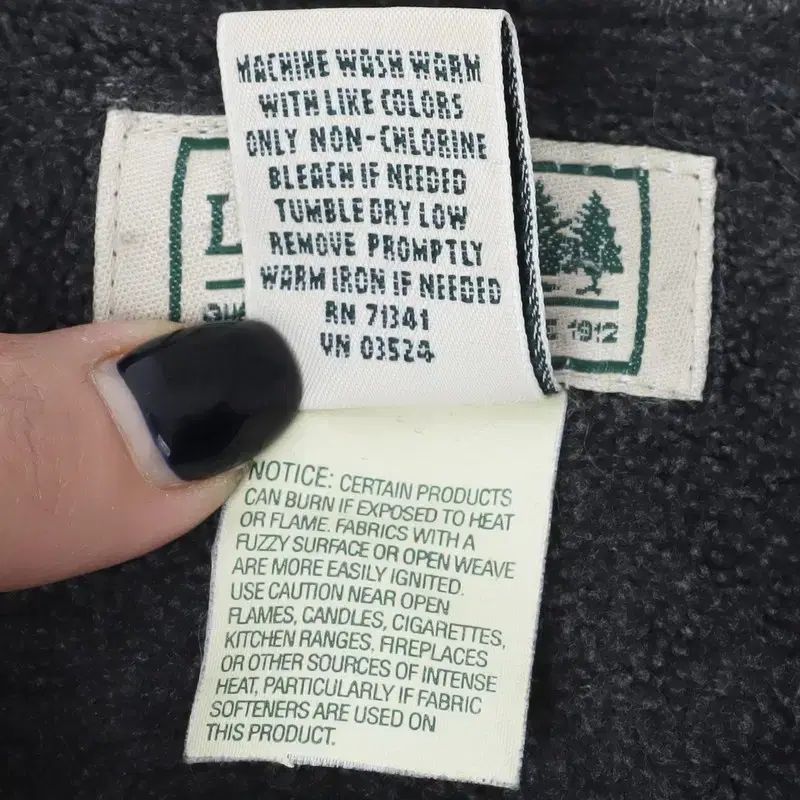 MACHINE WASH WARM
WITH LIKE COLORS
ONLY NON-CHLORINE
BLEACH IF NEEDED
TUMBLE DRY LOW
REMOVE PROMPTLY
WARM IRON IF NEEDED
RN 71341
VN 03524
1912
NOTICE: CERTAIN PRODUCTS
CAN BURN IF EXPOSED TO HEAT
OR FLAME. FABRICS WITH A
FUZZY SURFACE OR OPEN WEAVE
ARE MORE EASILY IGNITED.
USE CAUTION NEAR OPEN
FLAMES, CANDLES, CIGARETTES,
KITCHEN RANGES, FIREPLACES
OR OTHER SOURCES OF INTENSE
HEAT, PARTICULARLY IF FABRIC
SOFTENERS ARE USED ON
THIS PRODUCT.